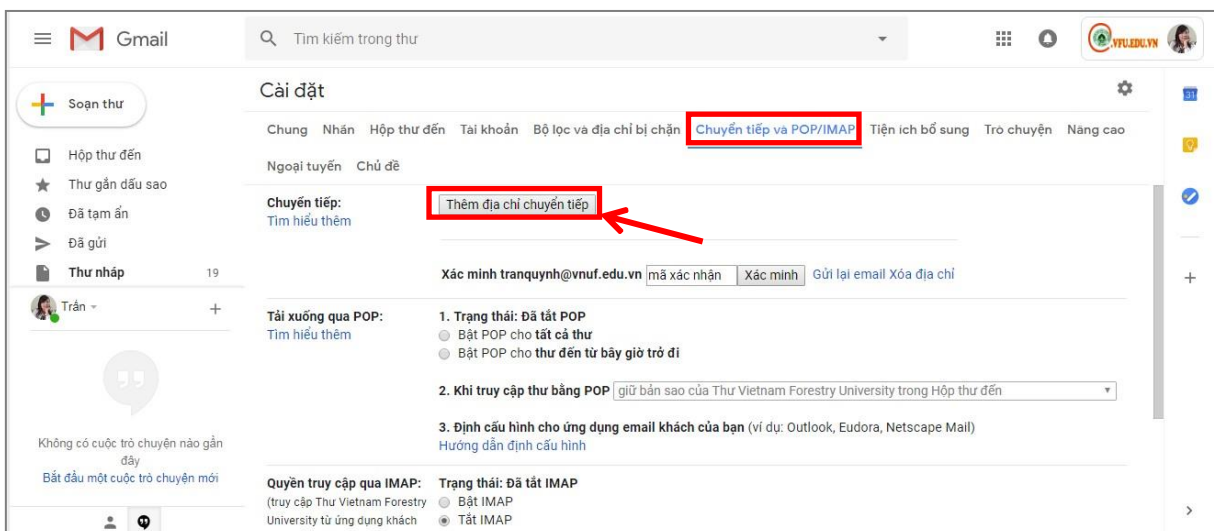 Gmail
Tìm kiếm trong thư
.VFU.EDU.VN
Soạn thư
Hộp thư đến
Thư gắn dấu sao
Đã tạm ẩn
Đã gửi
Thư nháp 19
Trần
Không có cuộc trò chuyện nào gần
đây
Bắt đầu một cuộc trò chuyện mới
Cài đặt
Chung Nhãn Hộp thư đến Tài khoản Bộ lọc và địa chỉ bị chặn Chuyển tiếp và POP/IMAP Tiện ích bổ sung Trò chuyện Nâng cao
Ngoại tuyến Chủ đề
Chuyển tiếp: Thêm địa chỉ chuyển tiếp
Tìm hiểu thêm
Xác minh tranquynh@vnuf.edu.vn mã xác nhận Xác minh Gửi lại email Xóa địa chỉ
Tải xuống qua POP: 1. Trạng thái: Đã tắt POP
Tìm hiểu thêm Bật POP cho tất cả thư
Bật POP cho thư đến từ bây giờ trở đi
2. Khi truy cập thư bằng POP giữ bản sao của Thư Vietnam Forestry University trong Hộp thư đến
3. Định cấu hình cho ứng dụng email khách của bạn (ví dụ: Outlook, Eudora, Netscape Mail)
Hướng dẫn định cấu hình
Quyền truy cập qua IMAP: Trạng thái: Đã tắt IMAP
(truy cập Thư Vietnam Forestry Bật IMAP
University từ ứng dụng khách Tắt IMAP
31